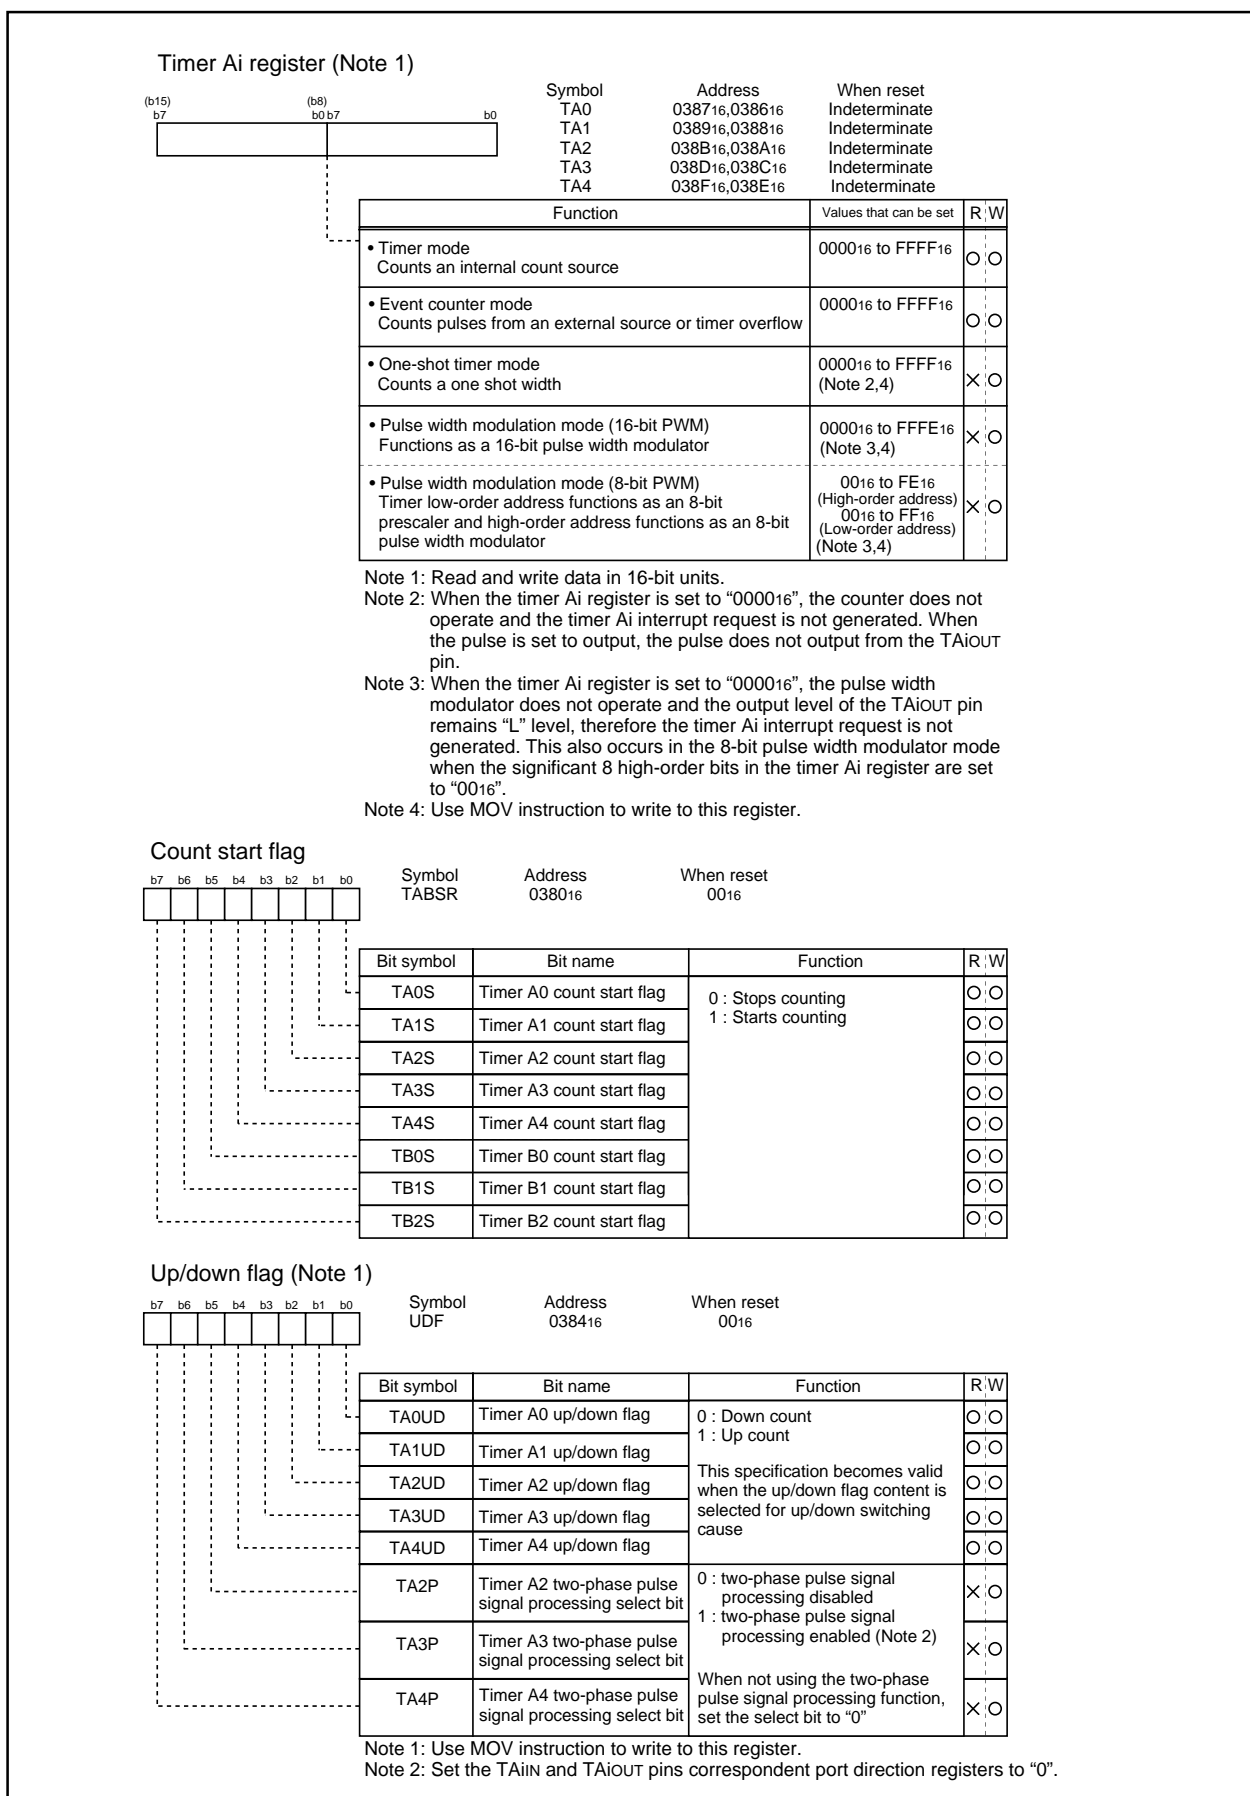 Timer Ai register (Note 1)
Symbol Address When reset
(b15) (b8)
b7 b0 b7 b0
TA0 038716,038616 Indeterminate
TA1 038916,038816 Indeterminate
TA2 038B16,038A16 Indeterminate
TA3 038D16,038C16 Indeterminate
TA4 038F16,038E16 Indeterminate
Function Values that can be set R W
• Timer mode 000016 to FFFF16
Counts an internal count source
• Event counter mode 000016 to FFFF16
Counts pulses from an external source or timer overflow
• One-shot timer mode 000016 to FFFF16
Counts a one shot width (Note 2,4)
• Pulse width modulation mode (16-bit PWM) 000016 to FFFE16
Functions as a 16-bit pulse width modulator (Note 3,4)
• Pulse width modulation mode (8-bit PWM) 0016 to FE16
Timer low-order address functions as an 8-bit (High-order address)
prescaler and high-order address functions as an 8-bit 0016 to FF16
pulse width modulator (Low-order address)
(Note 3,4)
Note 1: Read and write data in 16-bit units.
Note 2: When the timer Ai register is set to “000016”, the counter does not
operate and the timer Ai interrupt request is not generated. When
the pulse is set to output, the pulse does not output from the TAiOUT
pin.
Note 3: When the timer Ai register is set to “000016”, the pulse width
modulator does not operate and the output level of the TAiOUT pin
remains “L” level, therefore the timer Ai interrupt request is not
generated. This also occurs in the 8-bit pulse width modulator mode
when the significant 8 high-order bits in the timer Ai register are set
to “0016”.
Note 4: Use MOV instruction to write to this register.
Count start flag
b7 b6 b5 b4 b3 b2 b1 b0
Symbol Address When reset
TABSR 038016 0016
Bit symbol Bit name Function R W
TA0S Timer A0 count start flag 0 : Stops counting
TA1S Timer A1 count start flag 1 : Starts counting
TA2S Timer A2 count start flag
TA3S Timer A3 count start flag
TA4S Timer A4 count start flag
TB0S Timer B0 count start flag
TB1S Timer B1 count start flag
TB2S Timer B2 count start flag
Up/down flag (Note 1)
b7 b6 b5 b4 b3 b2 b1 b0
Symbol Address When reset
UDF 038416 0016
Bit symbol Bit name Function R W
TA0UD Timer A0 up/down flag 0 : Down count
1 : Up count
TA1UD Timer A1 up/down flag
This specification becomes valid
TA2UD Timer A2 up/down flag when the up/down flag content is
TA3UD Timer A3 up/down flag selected for up/down switching
cause
TA4UD Timer A4 up/down flag
TA2P Timer A2 two-phase pulse 0 : two-phase pulse signal
signal processing select bit processing disabled
1 : two-phase pulse signal
TA3P Timer A3 two-phase pulse processing enabled (Note 2)
signal processing select bit
When not using the two-phase
TA4P Timer A4 two-phase pulse pulse signal processing function,
signal processing select bit set the select bit to “0”
Note 1: Use MOV instruction to write to this register.
Note 2: Set the TAiIN and TAiOUT pins correspondent port direction registers to “0”.